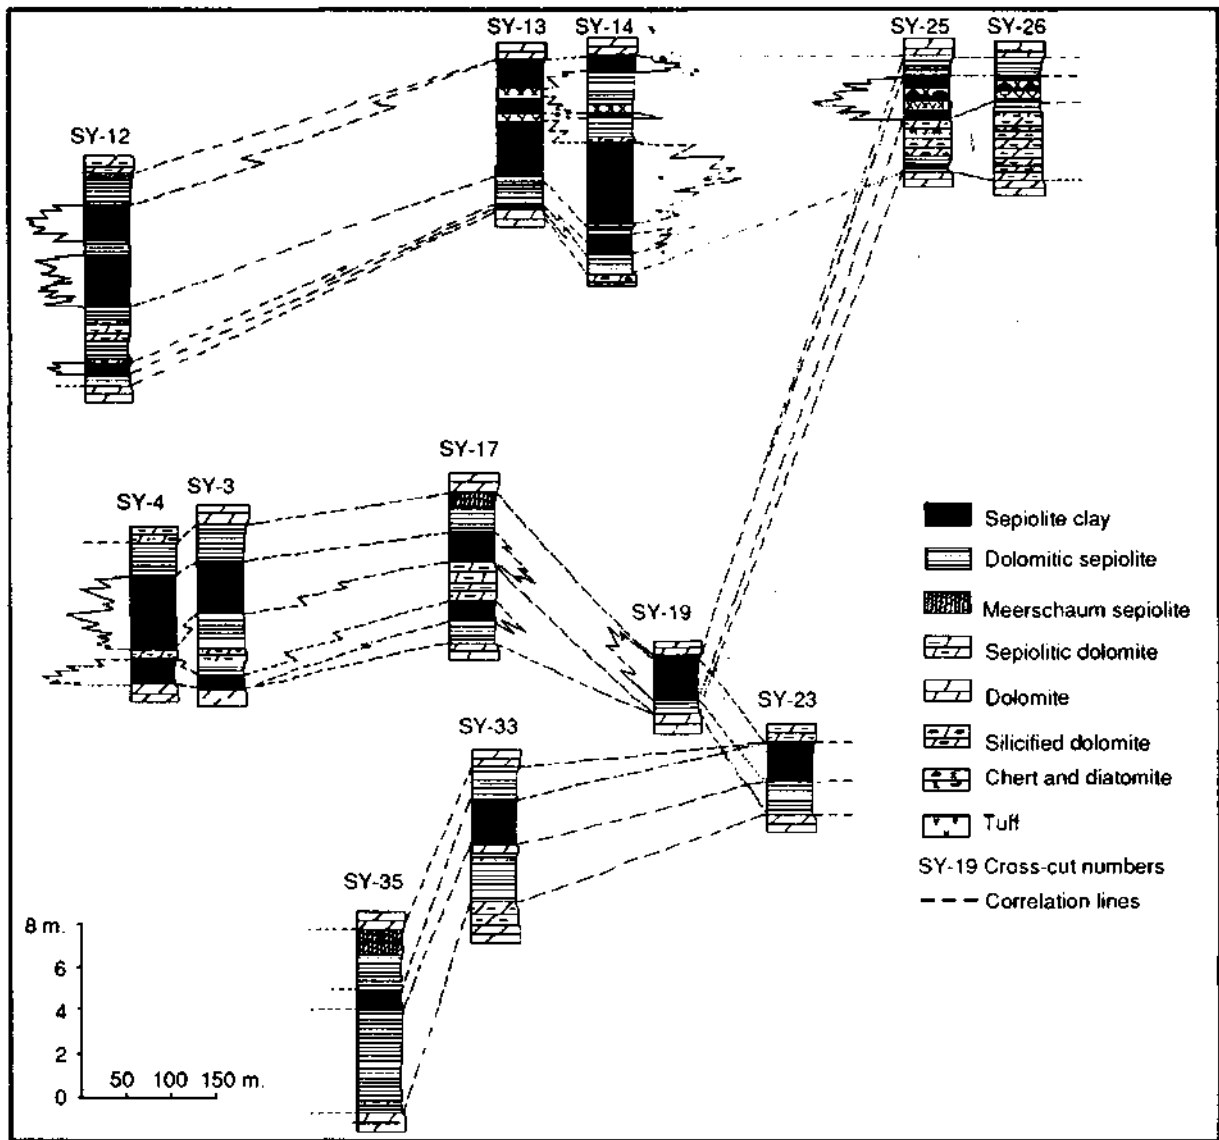 SY-13
SY-14
SY-25
SY-26
SY-12
SY-17
SY-4
SY-3
SY-19
SY-23
SY-33
SY-35
Sepiolite clay
Dolomitic sepiolite
Meerschaum sepiolite
Sepiolitic dolomite
Dolomite
Silicified dolomite
Chert and diatomite
Tuff
SY-19 Cross-cut numbers
Correlation lines
8 m.
6
4
2
0
50 100 150 m.